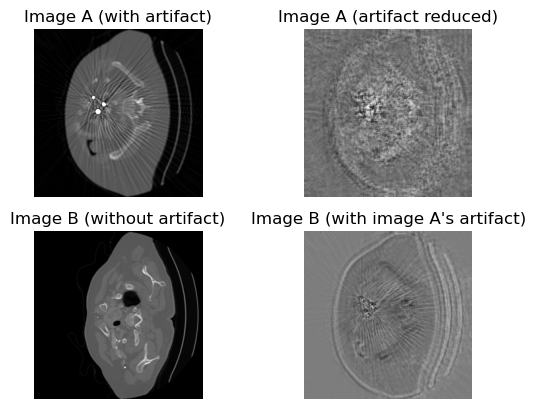 Image A (with artifact)
Image A (artifact reduced)
Image B (without artifact)
Image B (with image A's artifact)